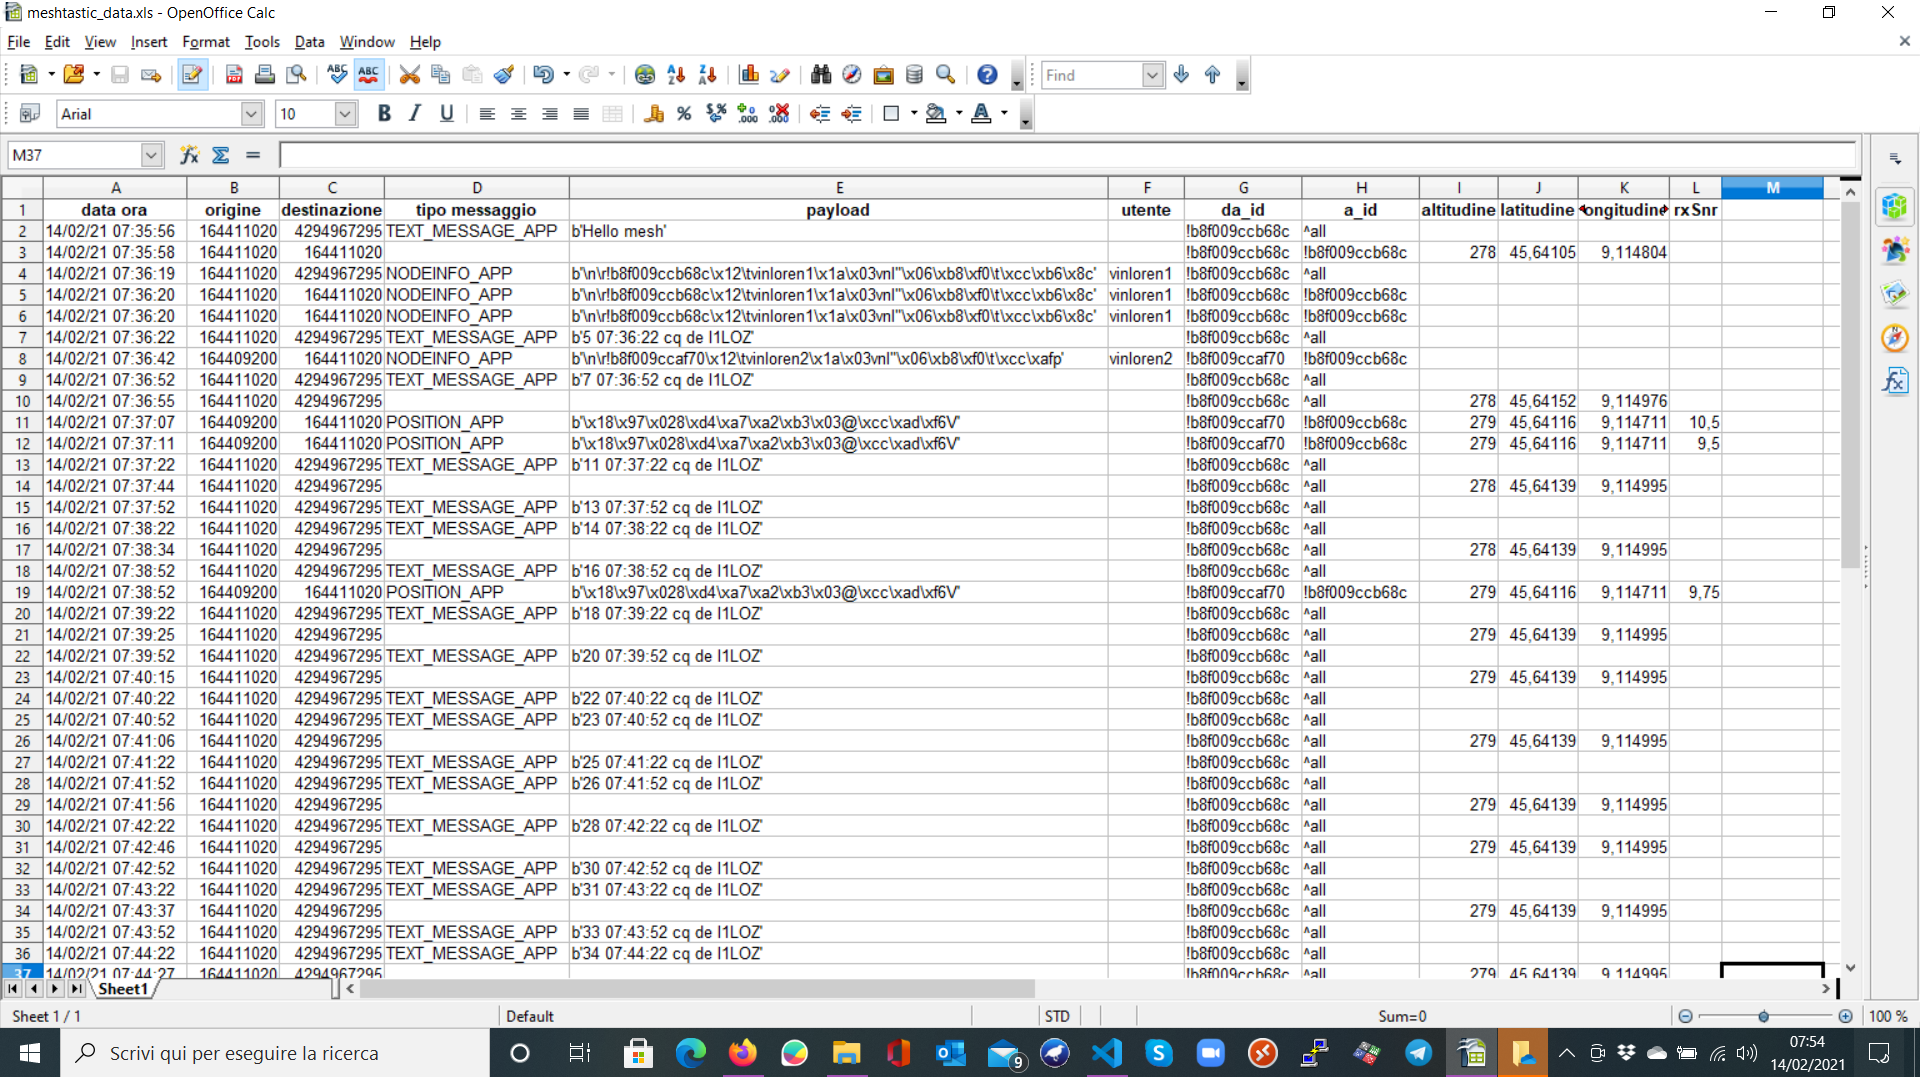 meshtastic_data.xls - OpenOffice Calc
File Edit View Insert Format Tools Data Window Help
Find
Arial 10
M37
A B C D E F G H I J K L M
1 data ora origine destinazione tipo messaggio payload utente da_id a_id altitudine latitudine ongitudine rxSnr
2 14/02/21 07:35:56 164411020 4294967295 TEXT_MESSAGE_APP b'Hello mesh' !b8f009ccb68c ^all
3 14/02/21 07:35:58 164411020 164411020 !b8f009ccb68c !b8f009ccb68c 278 45,64105 9,114804
4 14/02/21 07:36:19 164411020 4294967295 NODEINFO_APP b'\n\r!b8f009ccb68c\x12\tvinloren1\x1a\x03vnl"\x06\xb8\xf0\t\xcc\xb6\x8c' vinloren1 !b8f009ccb68c ^all
5 14/02/21 07:36:20 164411020 164411020 NODEINFO_APP b'\n\r!b8f009ccb68c\x12\tvinloren1\x1a\x03vnl"\x06\xb8\xf0\t\xcc\xb6\x8c' vinloren1 !b8f009ccb68c !b8f009ccb68c
6 14/02/21 07:36:20 164411020 164411020 NODEINFO_APP b'\n\r!b8f009ccb68c\x12\tvinloren1\x1a\x03vnl"\x06\xb8\xf0\t\xcc\xb6\x8c' vinloren1 !b8f009ccb68c !b8f009ccb68c
7 14/02/21 07:36:22 164411020 4294967295 TEXT_MESSAGE_APP b'5 07:36:22 cq de I1LOZ' !b8f009ccb68c ^all
8 14/02/21 07:36:42 164409200 164411020 NODEINFO_APP b'\n\r!b8f009ccaf70\x12\tvinloren2\x1a\x03vnl"\x06\xb8\xf0\t\xcc\xafp' vinloren2 !b8f009ccaf70 !b8f009ccb68c
9 14/02/21 07:36:52 164411020 4294967295 TEXT_MESSAGE_APP b'7 07:36:52 cq de I1LOZ' !b8f009ccb68c ^all
10 14/02/21 07:36:55 164411020 4294967295 !b8f009ccb68c ^all 278 45,64152 9,114976
11 14/02/21 07:37:07 164409200 164411020 POSITION_APP b'\x18\x97\x028\xd4\xa7\xa2\xb3\x03@\xcc\xad\xf6V' !b8f009ccaf70 !b8f009ccb68c 279 45,64116 9,114711 10,5
12 14/02/21 07:37:11 164409200 164411020 POSITION_APP b'\x18\x97\x028\xd4\xa7\xa2\xb3\x03@\xcc\xad\xf6V' !b8f009ccaf70 !b8f009ccb68c 279 45,64116 9,114711 9,5
13 14/02/21 07:37:22 164411020 4294967295 TEXT_MESSAGE_APP b'11 07:37:22 cq de I1LOZ' !b8f009ccb68c ^all
14 14/02/21 07:37:44 164411020 4294967295 !b8f009ccb68c ^all 278 45,64139 9,114995
15 14/02/21 07:37:52 164411020 4294967295 TEXT_MESSAGE_APP b'13 07:37:52 cq de I1LOZ' !b8f009ccb68c ^all
16 14/02/21 07:38:22 164411020 4294967295 TEXT_MESSAGE_APP b'14 07:38:22 cq de I1LOZ' !b8f009ccb68c ^all
17 14/02/21 07:38:34 164411020 4294967295 !b8f009ccb68c ^all 278 45,64139 9,114995
18 14/02/21 07:38:52 164411020 4294967295 TEXT_MESSAGE_APP b'16 07:38:52 cq de I1LOZ' !b8f009ccb68c ^all
19 14/02/21 07:38:52 164409200 164411020 POSITION_APP b'\x18\x97\x028\xd4\xa7\xa2\xb3\x03@\xcc\xad\xf6V' !b8f009ccaf70 !b8f009ccb68c 279 45,64116 9,114711 9,75
20 14/02/21 07:39:22 164411020 4294967295 TEXT_MESSAGE_APP b'18 07:39:22 cq de I1LOZ' !b8f009ccb68c ^all
21 14/02/21 07:39:25 164411020 4294967295 !b8f009ccb68c ^all 279 45,64139 9,114995
22 14/02/21 07:39:52 164411020 4294967295 TEXT_MESSAGE_APP b'20 07:39:52 cq de I1LOZ' !b8f009ccb68c ^all
23 14/02/21 07:40:15 164411020 4294967295 !b8f009ccb68c ^all 279 45,64139 9,114995
24 14/02/21 07:40:22 164411020 4294967295 TEXT_MESSAGE_APP b'22 07:40:22 cq de I1LOZ' !b8f009ccb68c ^all
25 14/02/21 07:40:52 164411020 4294967295 TEXT_MESSAGE_APP b'23 07:40:52 cq de I1LOZ' !b8f009ccb68c ^all
26 14/02/21 07:41:06 164411020 4294967295 !b8f009ccb68c ^all 279 45,64139 9,114995
27 14/02/21 07:41:22 164411020 4294967295 TEXT_MESSAGE_APP b'25 07:41:22 cq de I1LOZ' !b8f009ccb68c ^all
28 14/02/21 07:41:52 164411020 4294967295 TEXT_MESSAGE_APP b'26 07:41:52 cq de I1LOZ' !b8f009ccb68c ^all
29 14/02/21 07:41:56 164411020 4294967295 !b8f009ccb68c ^all 279 45,64139 9,114995
30 14/02/21 07:42:22 164411020 4294967295 TEXT_MESSAGE_APP b'28 07:42:22 cq de I1LOZ' !b8f009ccb68c ^all
31 14/02/21 07:42:46 164411020 4294967295 !b8f009ccb68c ^all 279 45,64139 9,114995
32 14/02/21 07:42:52 164411020 4294967295 TEXT_MESSAGE_APP b'30 07:42:52 cq de I1LOZ' !b8f009ccb68c ^all
33 14/02/21 07:43:22 164411020 4294967295 TEXT_MESSAGE_APP b'31 07:43:22 cq de I1LOZ' !b8f009ccb68c ^all
34 14/02/21 07:43:37 164411020 4294967295 !b8f009ccb68c ^all 279 45,64139 9,114995
35 14/02/21 07:43:52 164411020 4294967295 TEXT_MESSAGE_APP b'33 07:43:52 cq de I1LOZ' !b8f009ccb68c ^all
36 14/02/21 07:44:22 164411020 4294967295 TEXT_MESSAGE_APP b'34 07:44:22 cq de I1LOZ' !b8f009ccb68c ^all
37 14/02/21 07:44:27 164411020 4294967295 !b8f009ccb68c ^all 279 45,64139 9,114995
Sheet1
Sheet 1 / 1 Default STD Sum=0 100 %
Scrivi qui per eseguire la ricerca
9
07:54
14/02/2021